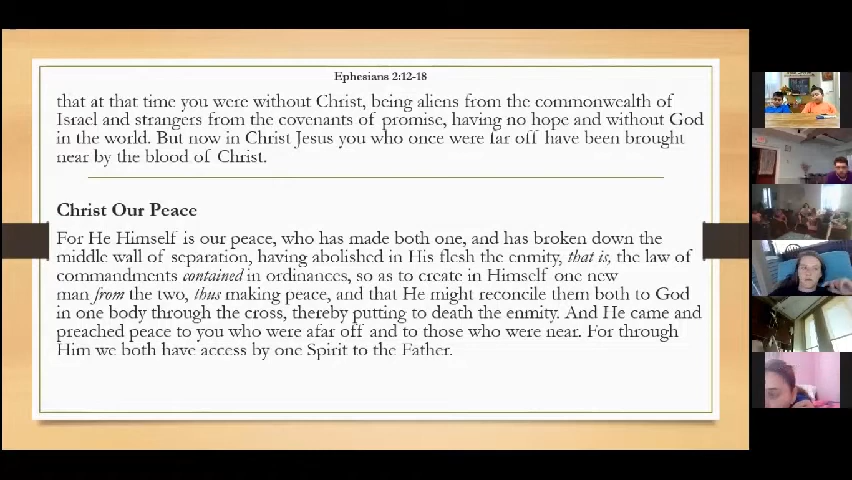 Ephesians 2:12-18
that at that time you were without Christ, being aliens from the commonwealth of
Israel and strangers from the covenants of promise, having no hope and without God
in the world. But now in Christ Jesus you who once were far off have been brought
near by the blood of Christ.
Christ Our Peace
For He Himself is our peace, who has made both one, and has broken down the
middle wall of separation, having abolished in His flesh the enmity, that is, the law of
commandments contained in ordinances, so as to create in Himself one new
man from the two, thus making peace, and that He might reconcile them both to God
in one body through the cross, thereby putting to death the enmity. And He came and
preached peace to you who were afar off and to those who were near. For through
Him we both have access by one Spirit to the Father.